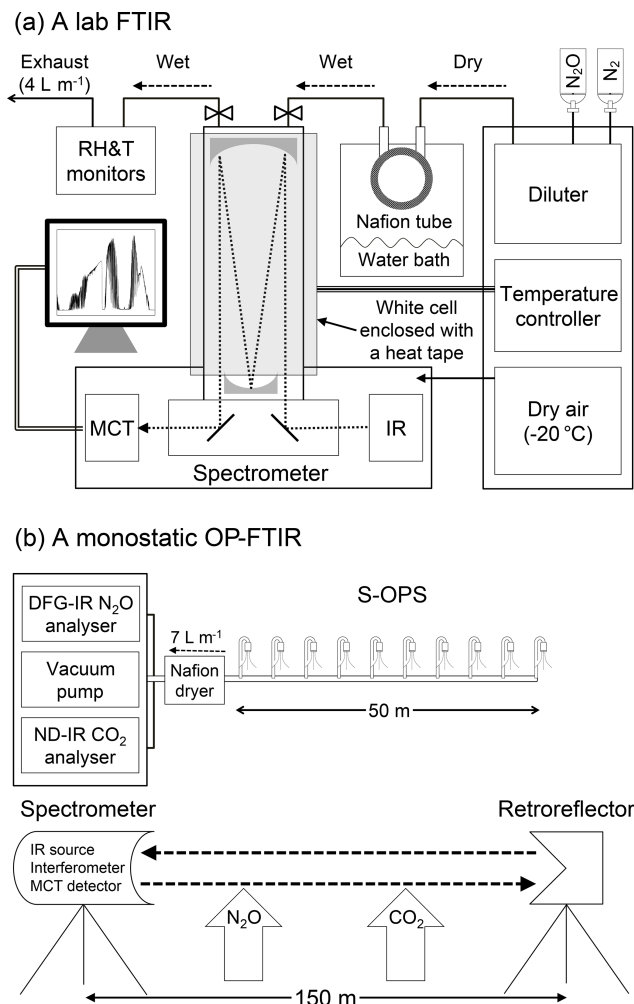 (a) A lab FTIR
Exhaust
(4 L m⁻¹)
Wet
Wet
Dry
N₂O
N₂
RH&T
monitors
Nafion tube
Water bath
Diluter
White cell
enclosed with
a heat tape
Temperature
controller
Dry air
(-20 °C)
MCT
IR
Spectrometer
(b) A monostatic OP-FTIR
DFG-IR N₂O
analyser
Vacuum
pump
ND-IR CO₂
analyser
7 L m⁻¹
Nafion
dryer
S-OPS
50 m
Spectrometer
Retroreflector
IR source
Interferometer
MCT detector
N₂O
CO₂
150 m